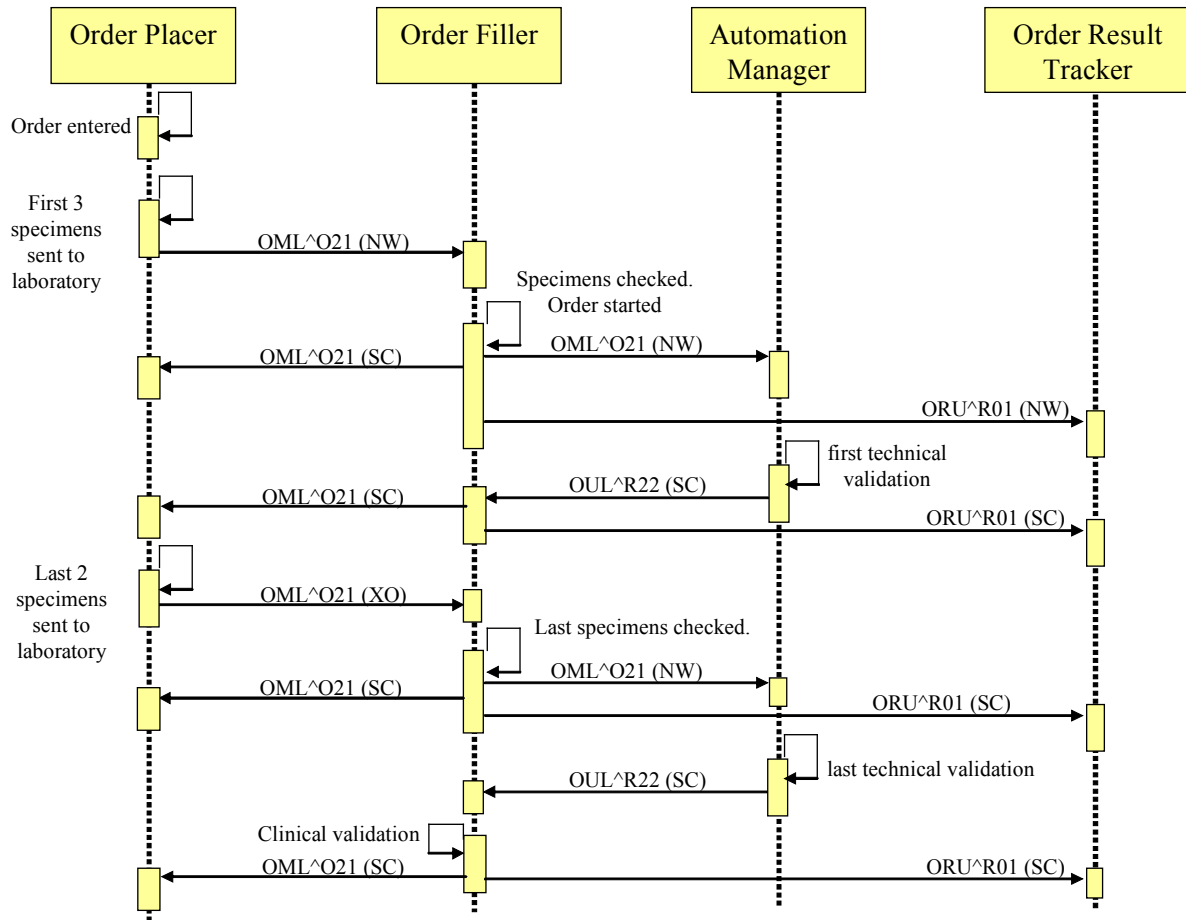 Order Placer
Order Filler
Automation
Manager
Order Result
Tracker
Order entered
First 3
specimens
sent to
laboratory
OML^O21 (NW)
Specimens checked.
Order started
OML^O21 (NW)
OML^O21 (SC)
ORU^R01 (NW)
first technical
validation
OUL^R22 (SC)
OML^O21 (SC)
ORU^R01 (SC)
Last 2
specimens
sent to
laboratory
OML^O21 (XO)
Last specimens checked.
OML^O21 (NW)
OML^O21 (SC)
ORU^R01 (SC)
last technical validation
OUL^R22 (SC)
Clinical validation
OML^O21 (SC)
ORU^R01 (SC)